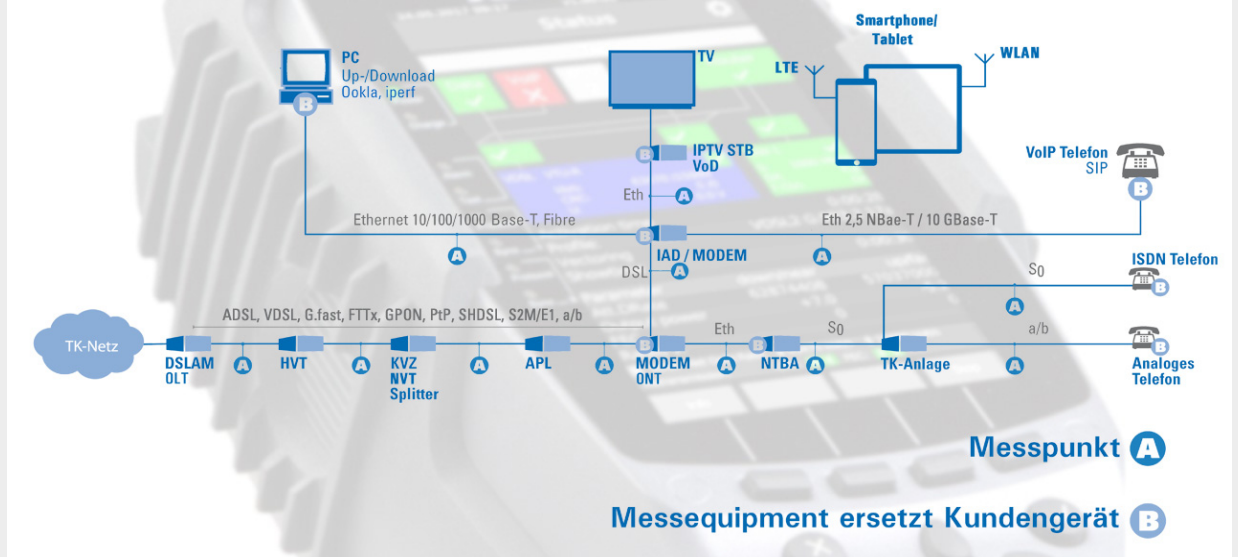 Status
Smartphone/
Tablet
PC
Up-/Download
Ookla, iperf
TV
LTE
WLAN
B
B
IPTV STB
VoD
VoIP Telefon
SIP
B
Eth
A
Ethernet 10/100/1000 Base-T, Fibre
Eth 2,5 NBae-T / 10 GBase-T
B
A
IAD / MODEM
A
DSL
A
ISDN Telefon
S0
B
A
ADSL, VDSL, G.fast, FTTx, GPON, PtP, SHDSL, S2M/E1, a/b
Eth
S0
a/b
TK-Netz
B
B
B
DSLAM
OLT
A
HVT
A
KVZ
NVT
Splitter
A
APL
A
MODEM
ONT
A
NTBA
A
TK-Anlage
A
Analoges
Telefon
Messpunkt A
Messequipment ersetzt Kundengerät B